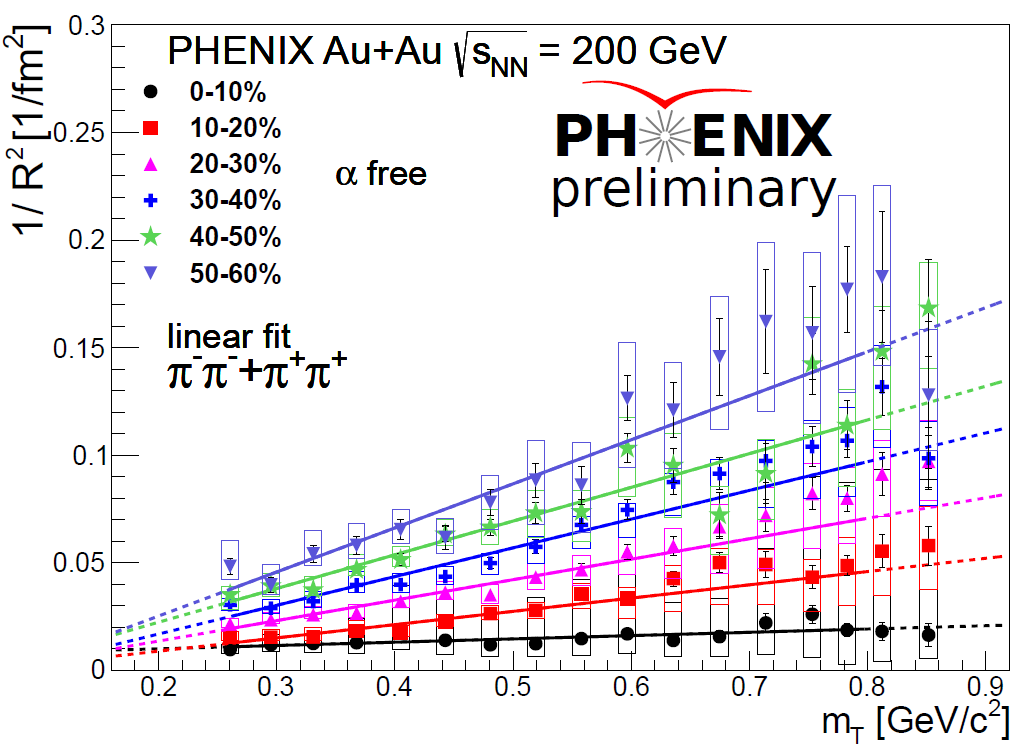 PHENIX Au+Au √sNN = 200 GeV
0-10%
10-20%
20-30%
30-40%
40-50%
50-60%
α free
PHENIX
preliminary
linear fit
π-π-+π+π+
1/ R2 [1/fm2]
0.3
0.25
0.2
0.15
0.1
0.05
0
0.2 0.3 0.4 0.5 0.6 0.7 0.8 0.9
mT [GeV/c2]